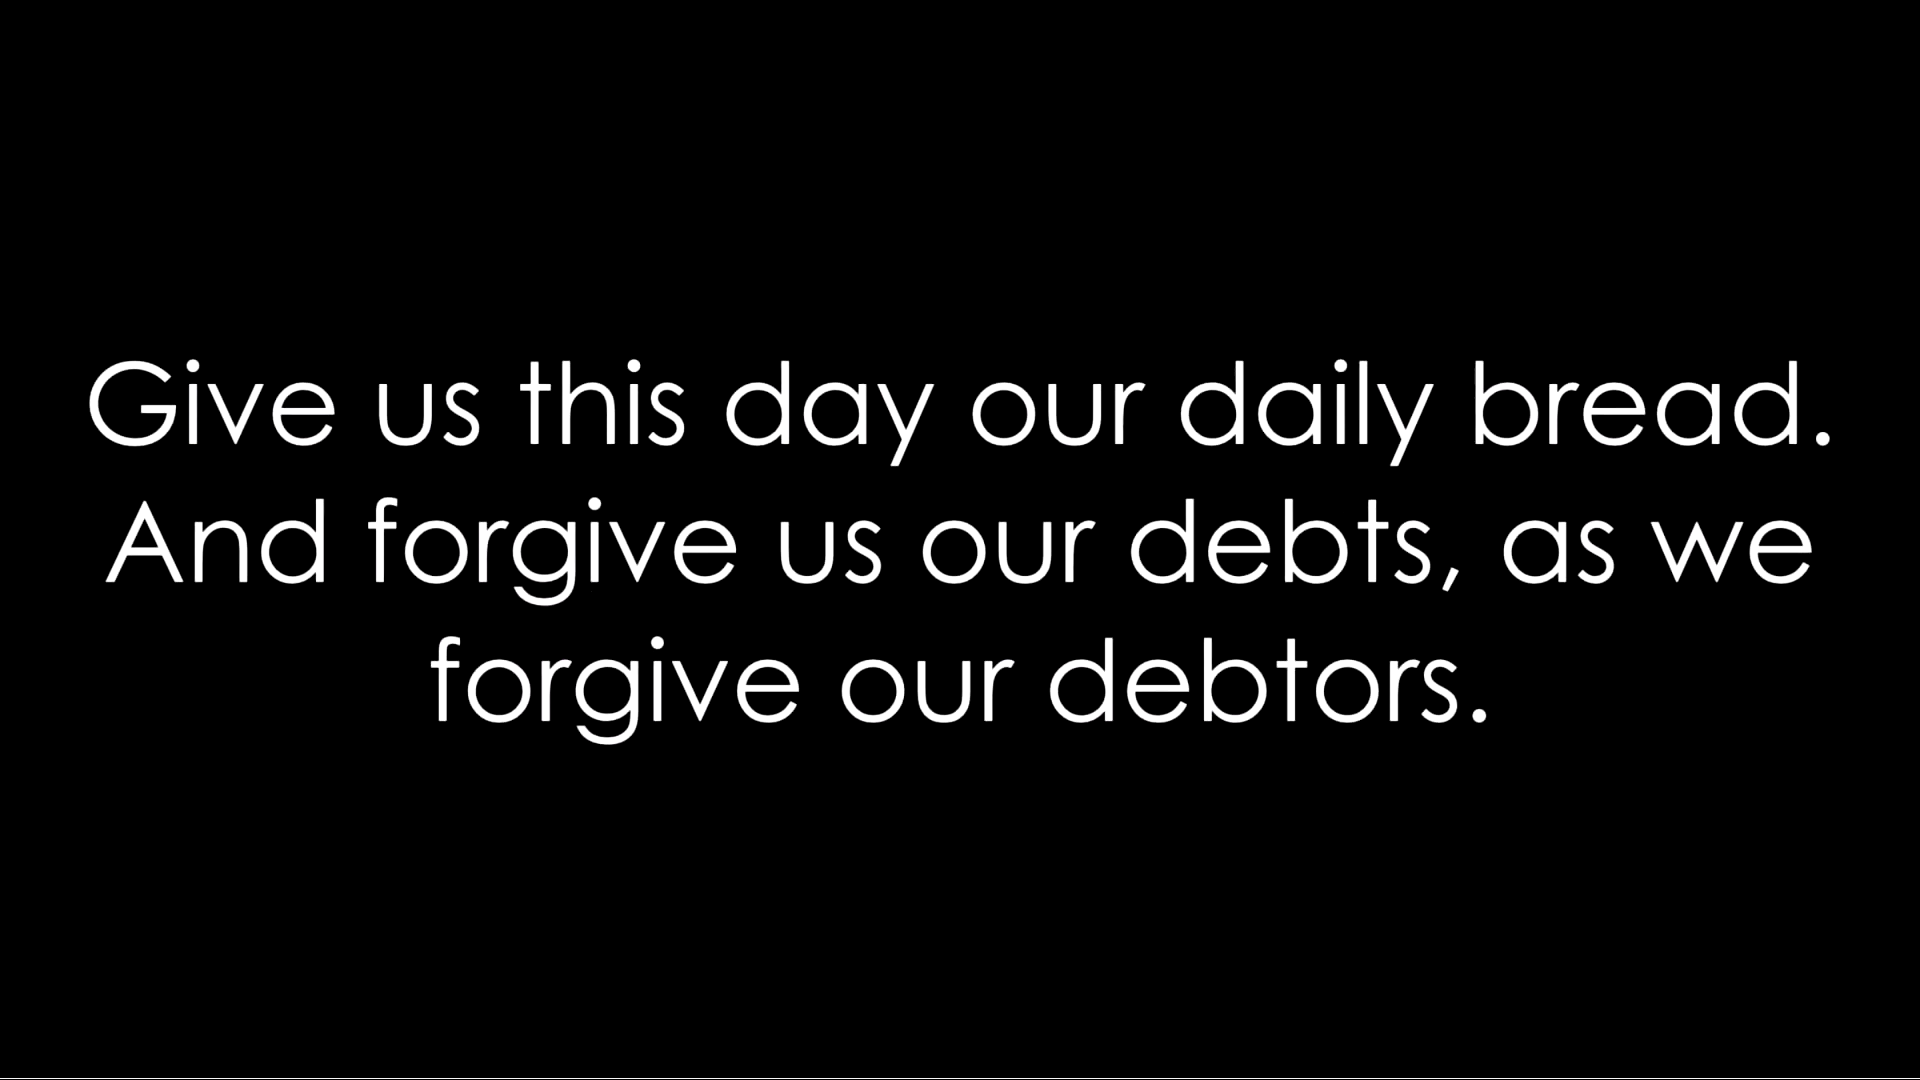 Give us this day our daily bread.
And forgive us our debts, as we
forgive our debtors.